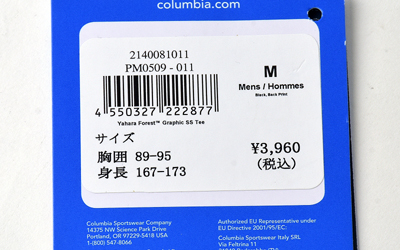 columbia.com
2140081011
PM0509 - 011
4 550327 222877
Yahara Forest™ Graphic SS Tee
M
Mens / Hommes
Black, Back Print
サイズ
胸囲 89-95
身長 167-173
¥3,960
(税込)
Columbia Sportswear Company
14375 NW Science Park Drive
Portland, OR 97229-5418 USA
1-(800) 547-8066
Authorized EU Representative under
EU Directive 2001/95/EC:
Columbia Sportswear Italy SRL
Via Feltrina 11